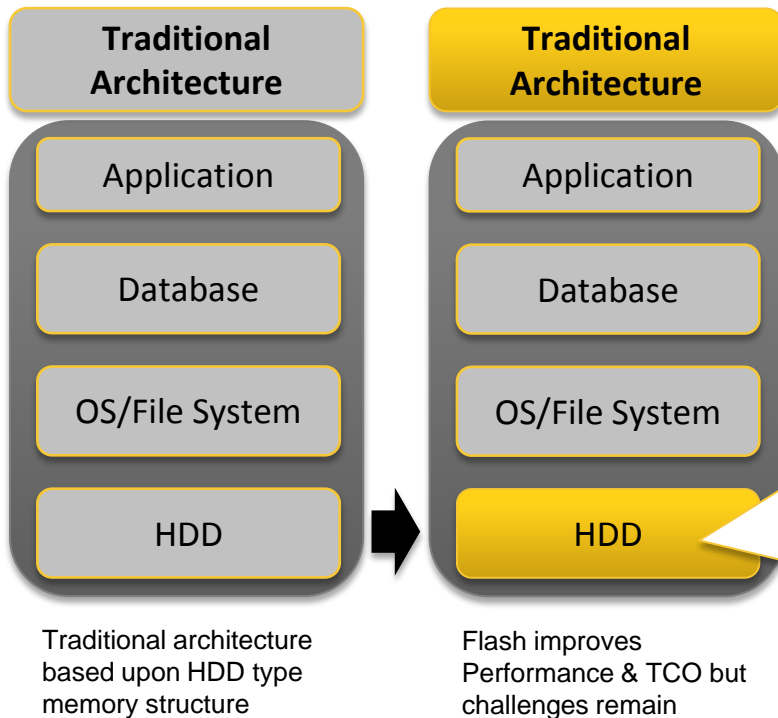 Traditional
Architecture
Application
Database
OS/File System
HDD
Traditional architecture
based upon HDD type
memory structure
Traditional
Architecture
Application
Database
OS/File System
HDD
Flash improves
Performance & TCO but
challenges remain